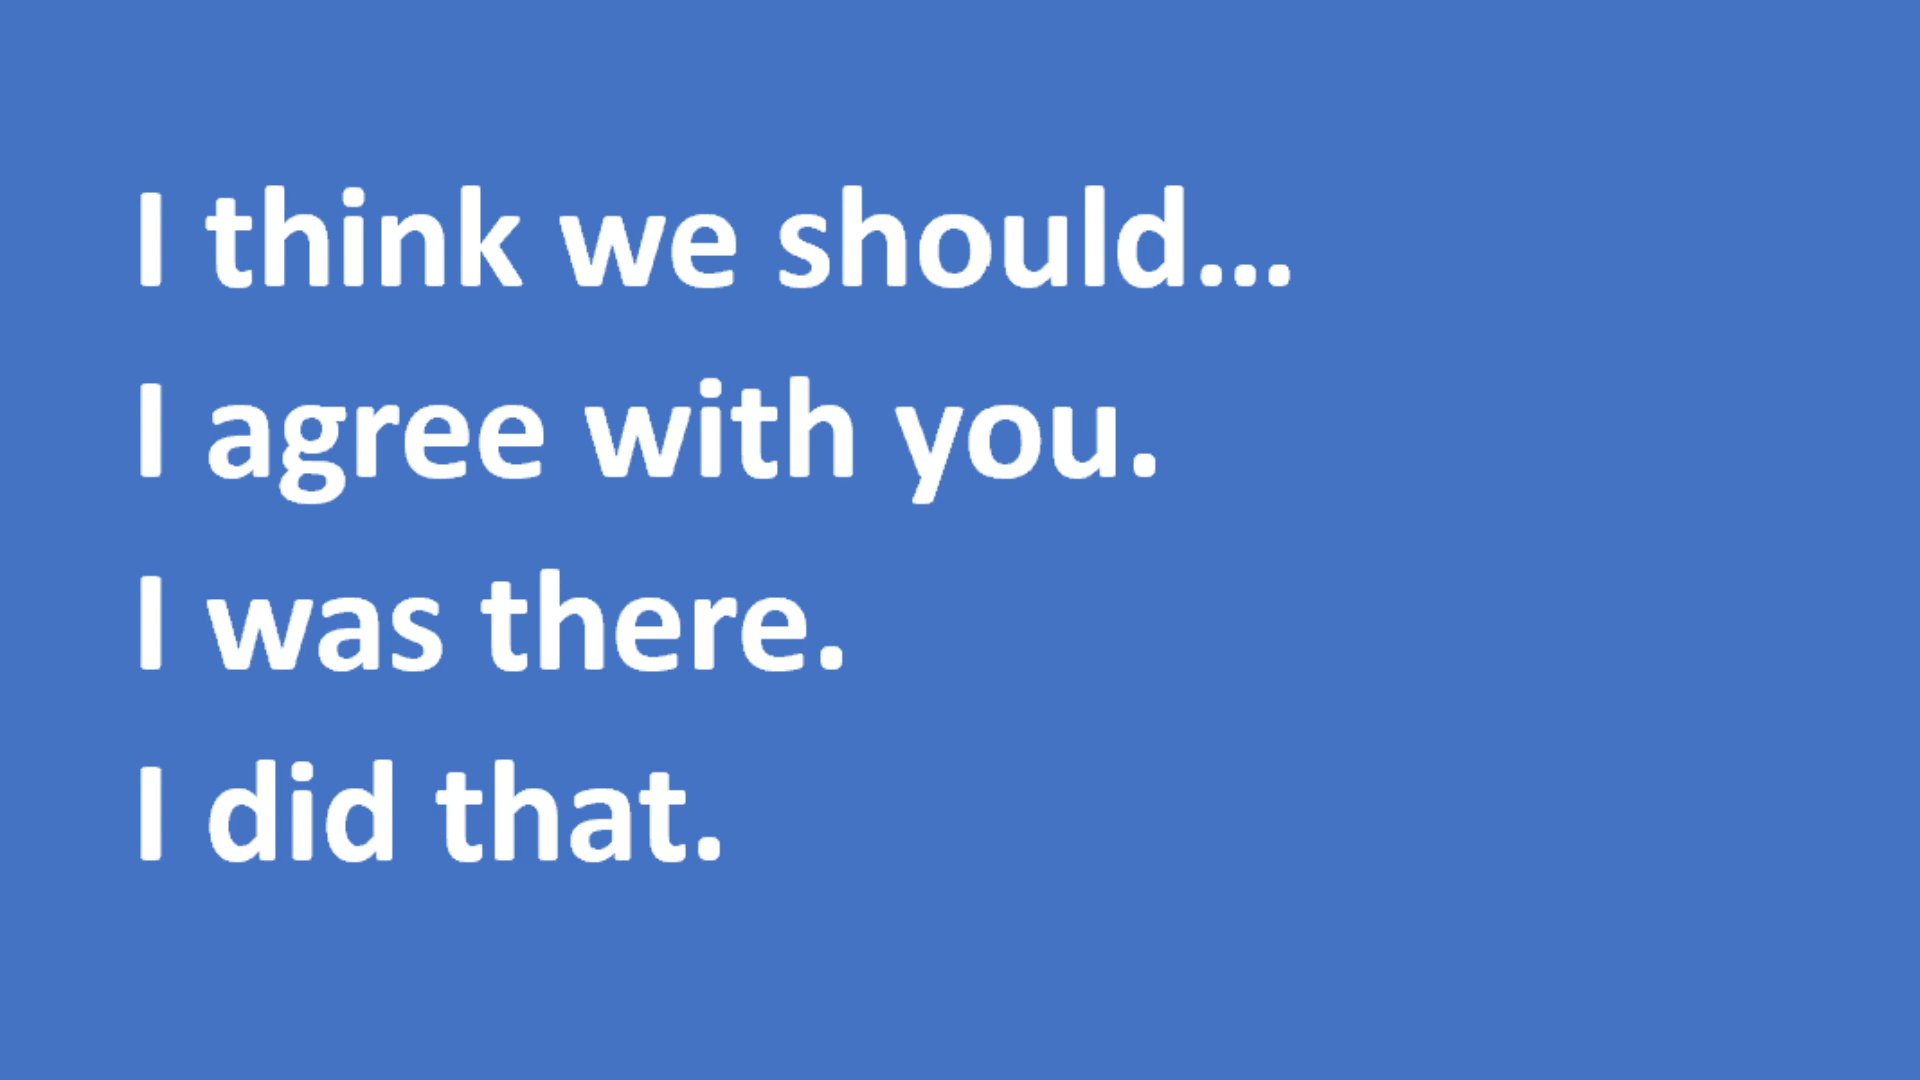 I think we should...
I agree with you.
I was there.
I did that.